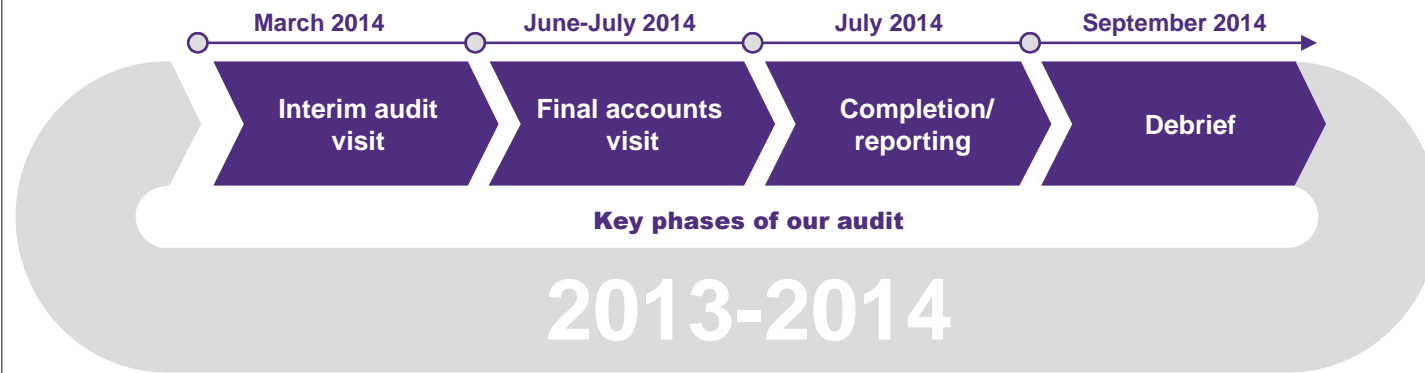 March 2014
June-July 2014
July 2014
September 2014
Interim audit
visit
Final accounts
visit
Completion/
reporting
Debrief
Key phases of our audit
2013-2014